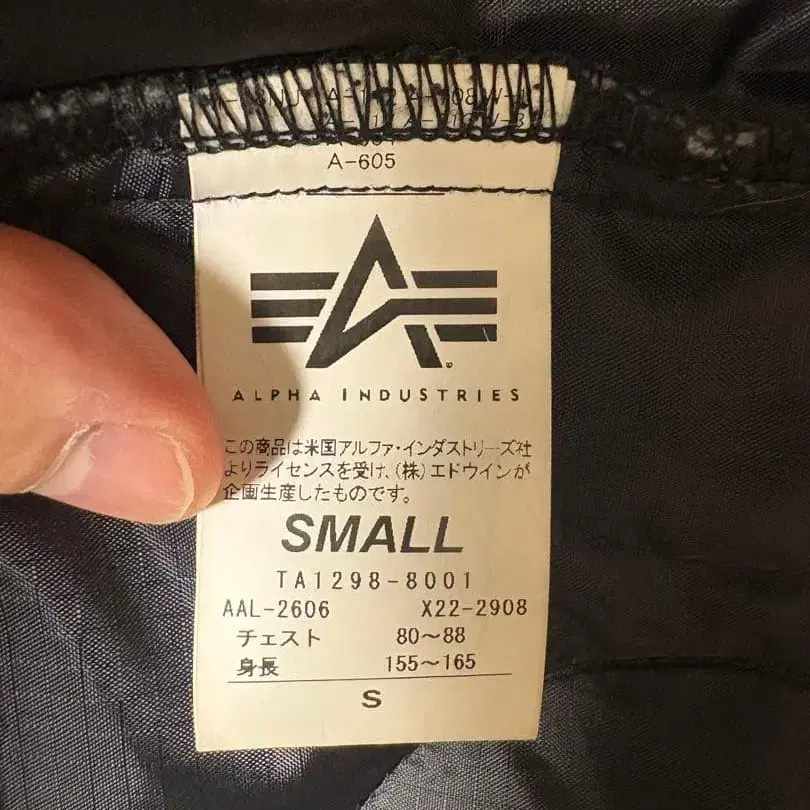 A-605
ALPHA INDUSTRIES
この商品は米国アルファ・インダストリーズ社
よりライセンスを受け、(株)エドウインが
企画生産したものです。
SMALL
TA1298-8001
AAL-2606 X22-2908
チェスト 80～88
身長 155～165
S